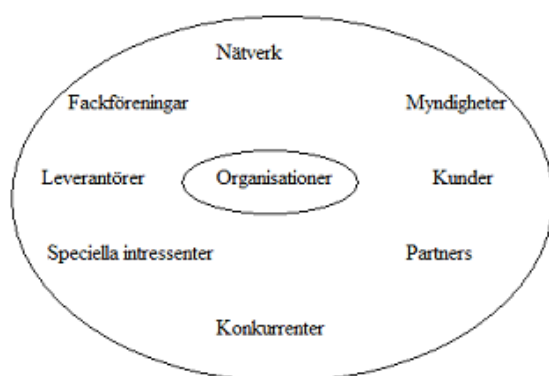 Nätverk
Fackföreningar
Myndigheter
Leverantörer
Organisationer
Kunder
Speciella intressenter
Partners
Konkurrenter